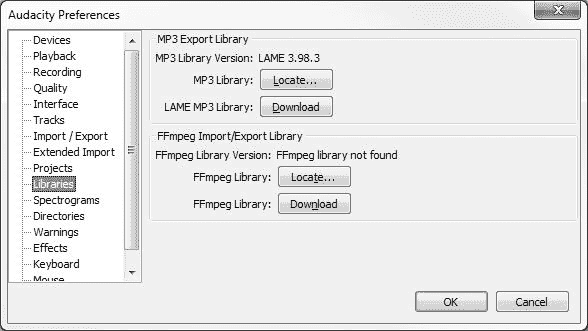 Audacity Preferences
Devices
Playback
Recording
Quality
Interface
Tracks
Import / Export
Extended Import
Projects
Libraries
Spectrograms
Directories
Warnings
Effects
Keyboard
Mouse
MP3 Export Library
MP3 Library Version: LAME 3.98.3
MP3 Library: Locate...
LAME MP3 Library: Download
FFmpeg Import/Export Library
FFmpeg Library Version: FFmpeg library not found
FFmpeg Library: Locate...
FFmpeg Library: Download
OK Cancel